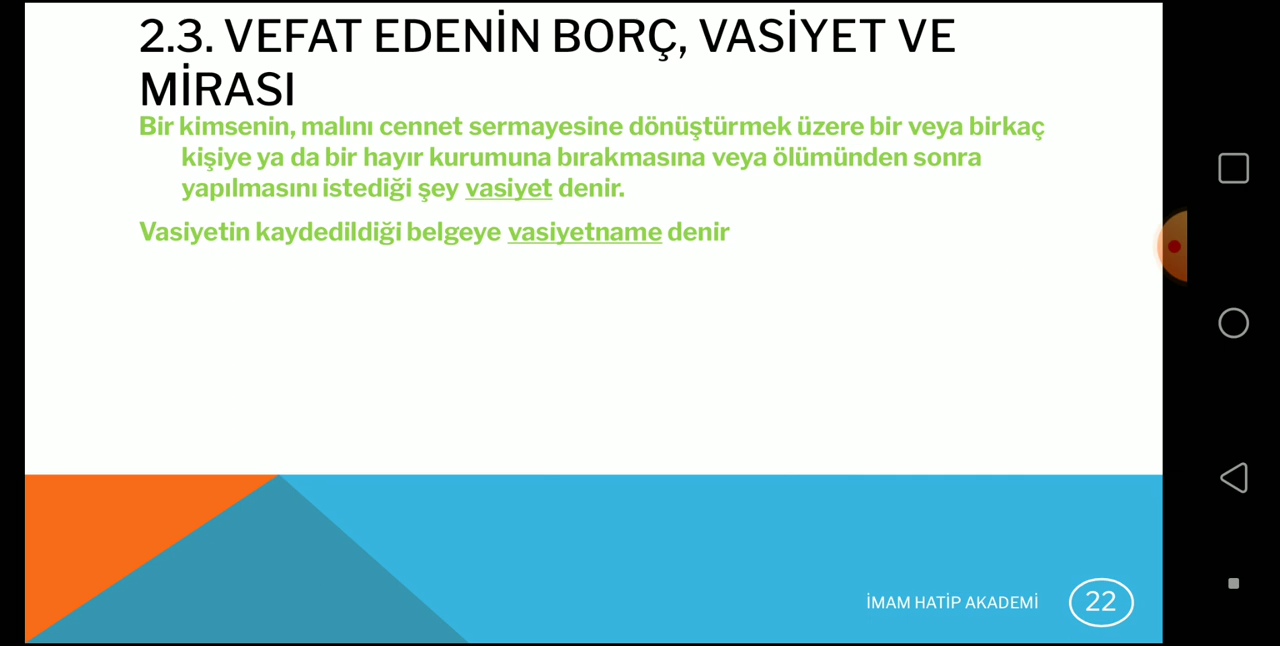 2.3. VEFAT EDENİN BORÇ, VASİYET VE
MİRASI
Bir kimsenin, malını cennet sermayesine dönüştürmek üzere bir veya birkaç
kişiye ya da bir hayır kurumuna bırakmasına veya ölümünden sonra
yapılmasını istediği şey vasiyet denir.
Vasiyetin kaydedildiği belgeye vasiyetname denir
İMAM HATİP AKADEMİ
22